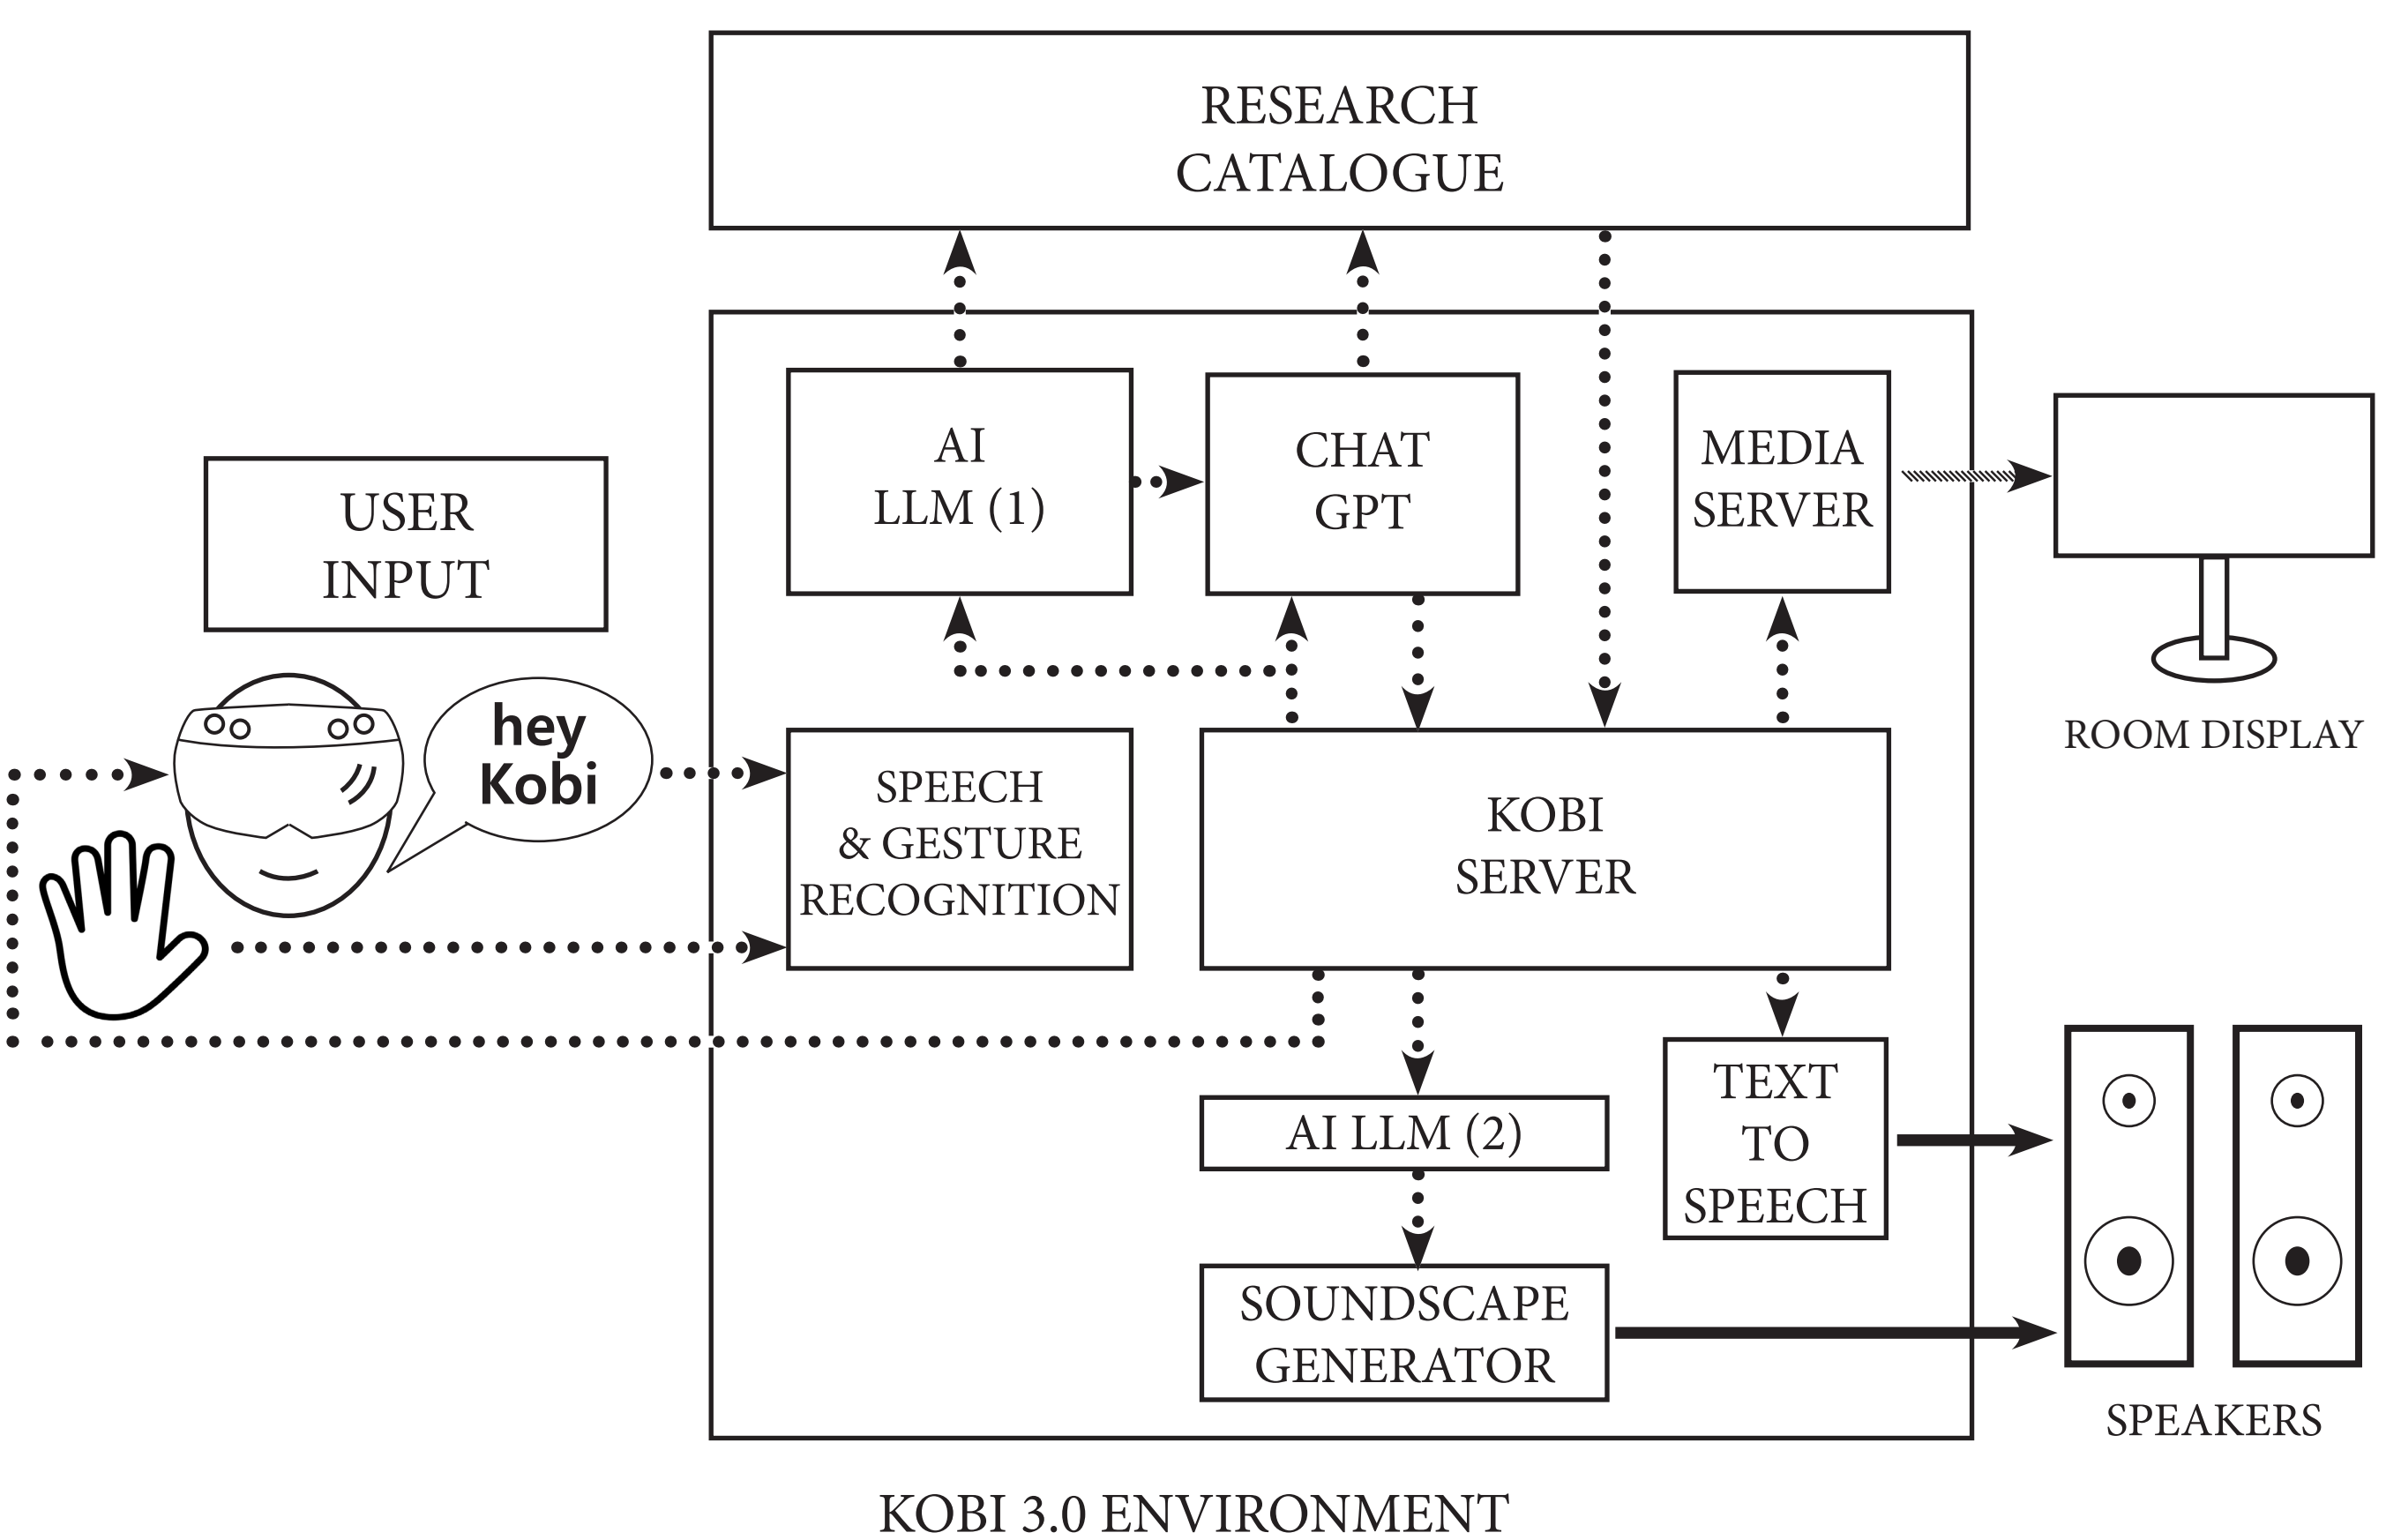 RESEARCH
CATALOGUE
AI
LLM (1)
CHAT
GPT
MEDIA
SERVER
USER
INPUT
hey
Kobi
ROOM DISPLAY
SPEECH
& GESTURE
RECOGNITION
KOBI
SERVER
AI LLM (2)
TEXT
TO
SPEECH
SOUNDSCAPE
GENERATOR
SPEAKERS
KOBI 3.0 ENVIRONMENT